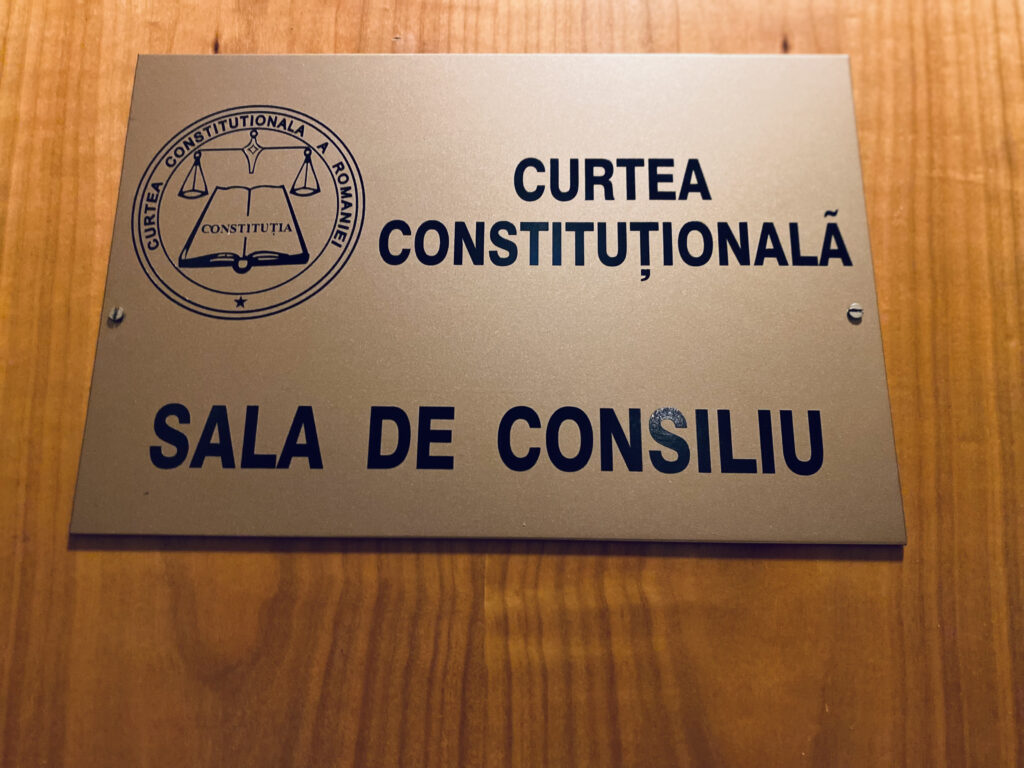 CURTEA CONSTITUTIONALA A ROMANIEI
CONSTITUȚIA
CURTEA
CONSTITUȚIONALÃ
SALA DE CONSILIU